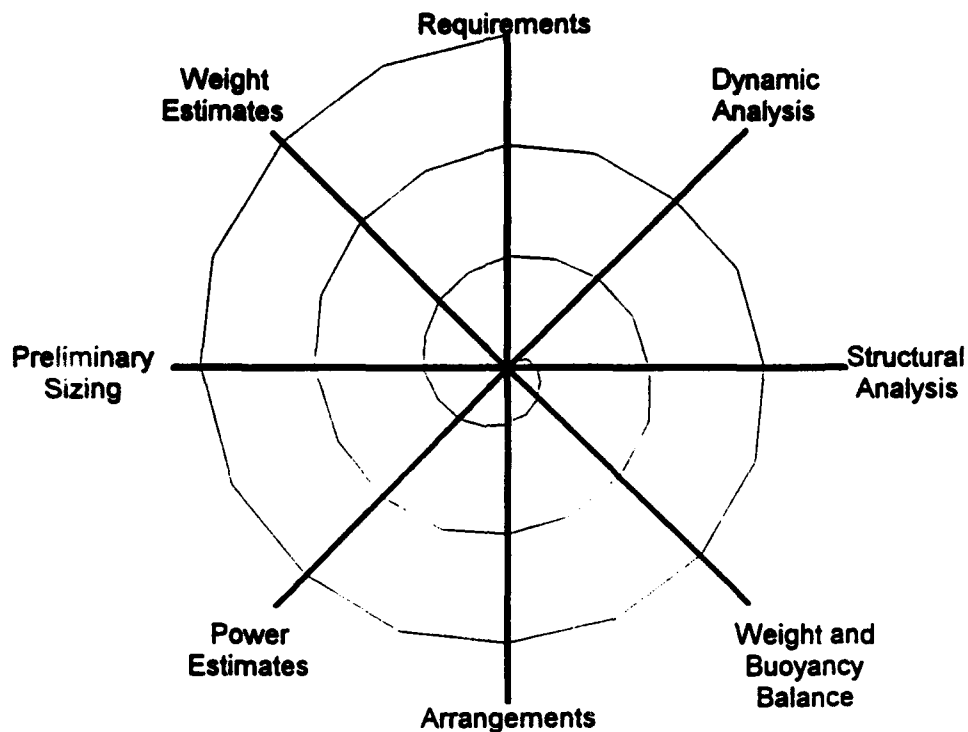 Requirements
Weight
Estimates
Dynamic
Analysis
Preliminary
Sizing
Structural
Analysis
Power
Estimates
Weight and
Buoyancy
Balance
Arrangements